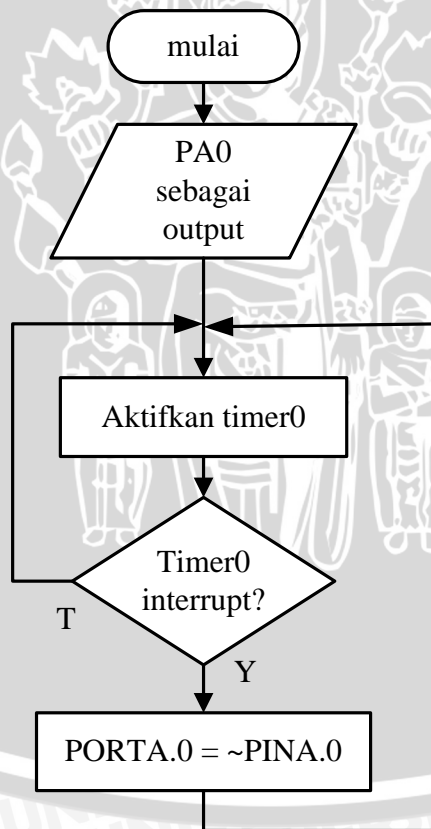 mulai
PA0
sebagai
output
Aktifkan timer0
Timer0
interrupt?
T
Y
PORTA.0 = ~PINA.0